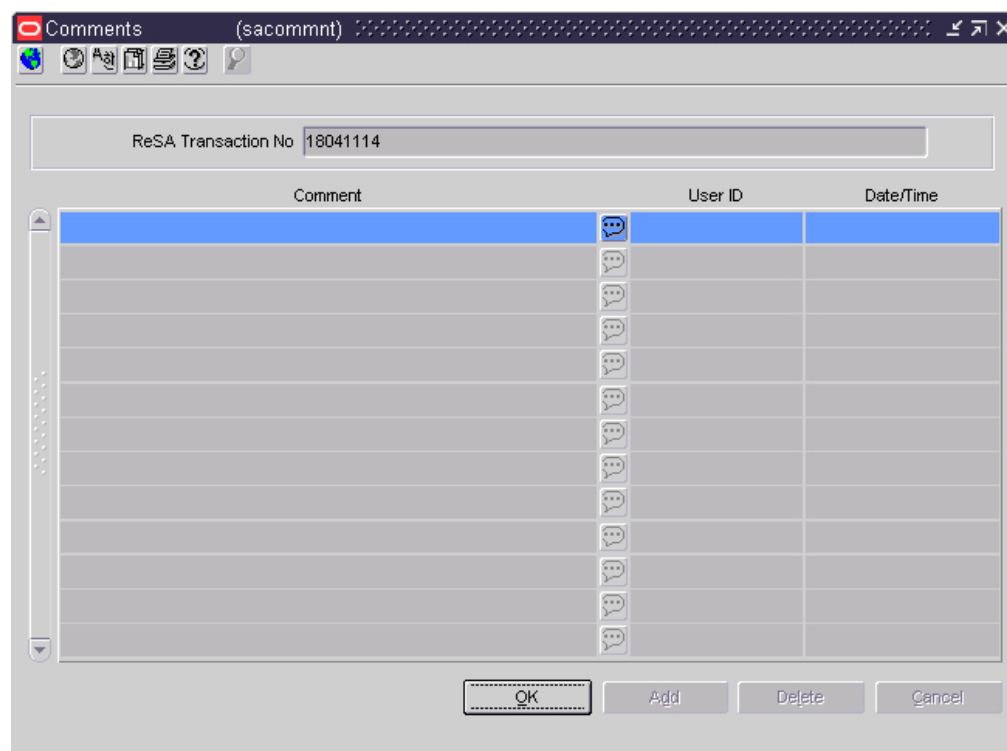 Comments (sacommnt)
ReSA Transaction No 18041114
Comment User ID Date/Time
OK Add Delete Cancel